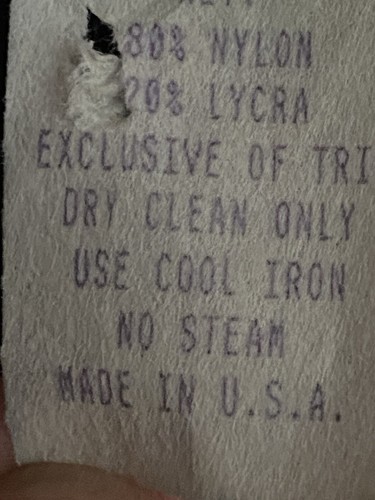 80% NYLON
20% LYCRA
EXCLUSIVE OF TRI
DRY CLEAN ONLY
USE COOL IRON
NO STEAM
MADE IN U.S.A.